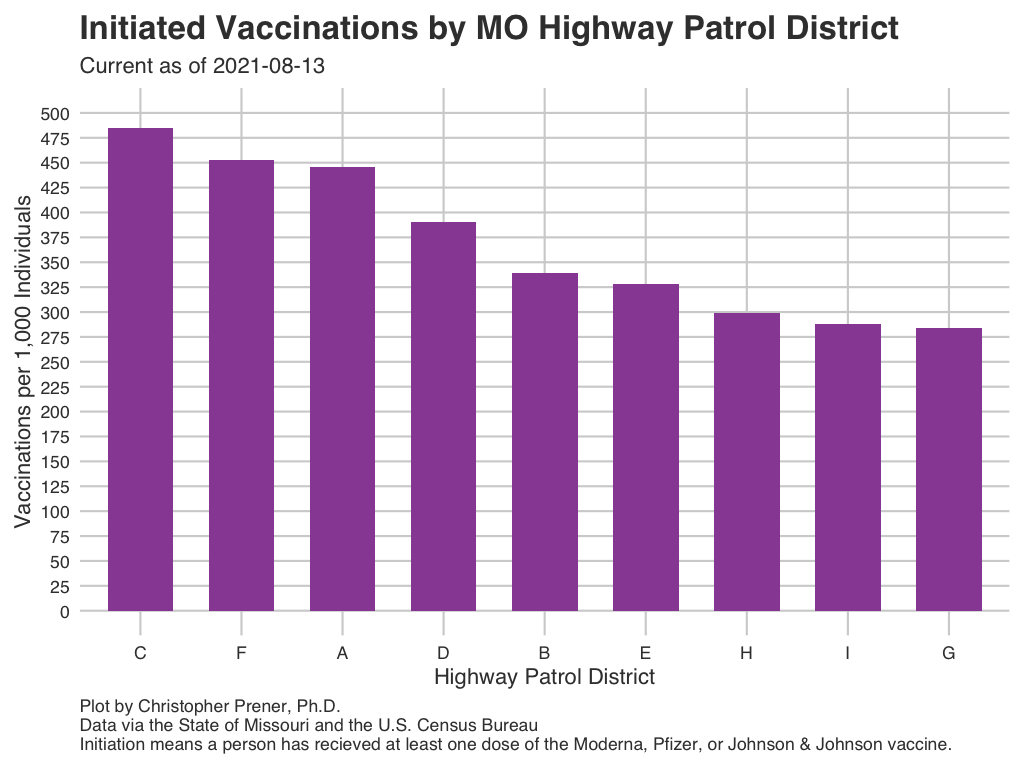 Initiated Vaccinations by MO Highway Patrol District
Current as of 2021-08-13
Vaccinations per 1,000 Individuals
500
475
450
425
400
375
350
325
300
275
250
225
200
175
150
125
100
75
50
25
0
C F A D B E H I G
Highway Patrol District
Plot by Christopher Prener, Ph.D.
Data via the State of Missouri and the U.S. Census Bureau
Initiation means a person has recieved at least one dose of the Moderna, Pfizer, or Johnson & Johnson vaccine.